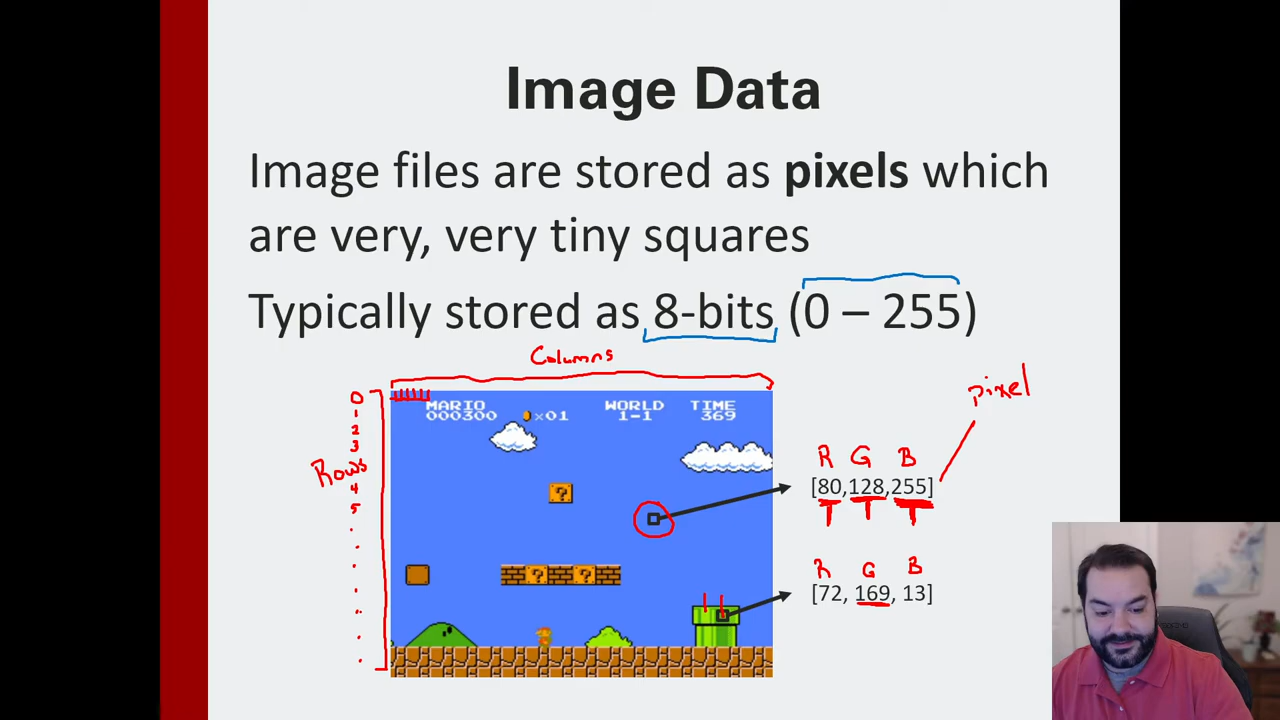 Image Data
Image files are stored as pixels which
are very, very tiny squares
Typically stored as 8-bits (0 – 255)
Columns
pixel
0
1
2
3
Rows
4
5
MARIO WORLD TIME
000300 ×01 1-1 369
?
? ?
R G B
[80,128,255]
R G B
[72, 169, 13]